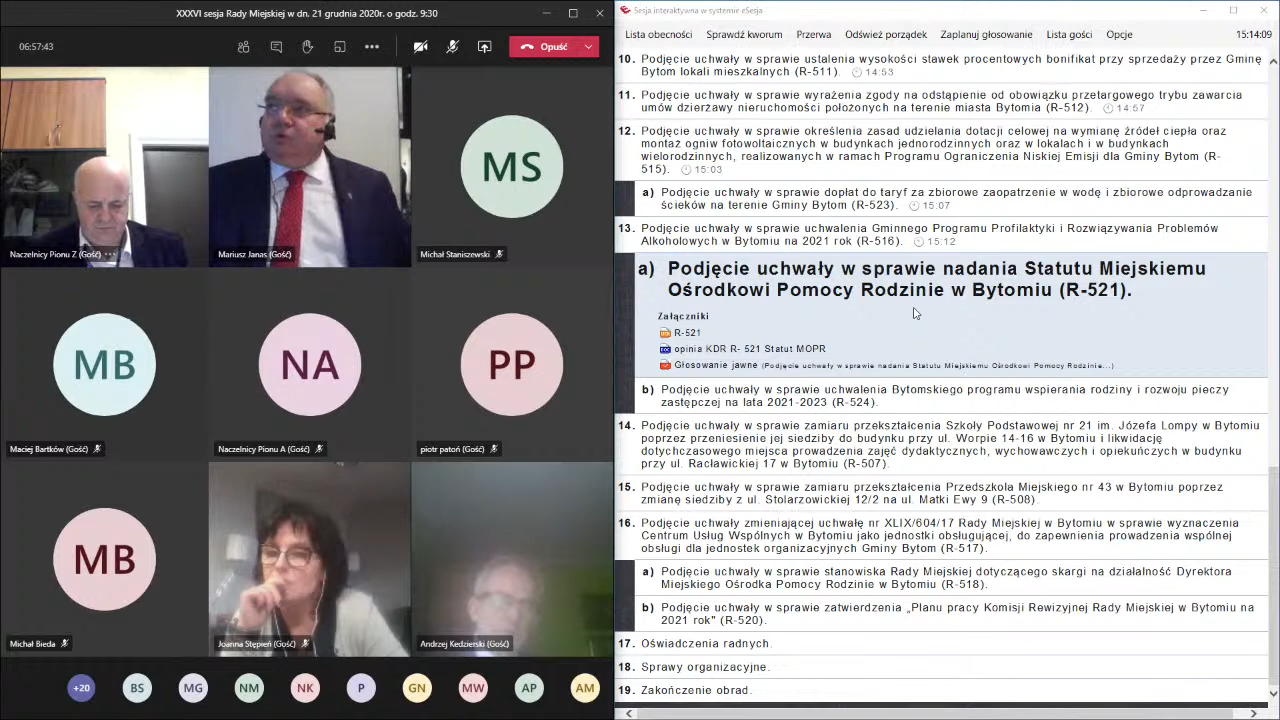 XXXVI sesja Rady Miejskiej w dn. 21 grudnia 2020r. o godz. 9:30
06:57:43
Opuść
MS
Naczelnicy Pionu Z (Gość)
Mariusz Janas (Gość)
Michał Staniszewski
MB
NA
PP
Maciej Bartków (Gość)
Naczelnicy Pionu A (Gość)
piotr patoń (Gość)
MB
Michał Bieda
Joanna Stępień (Gość)
Andrzej Kedzierski (Gość)
+20
BS
MG
NM
NK
P
GN
MW
AP
AM
Sesja interaktywna w systemie eSesja
Lista obecności
Sprawdź kworum
Przerwa
Odśwież porządek
Zaplanuj głosowanie
Lista gości
Opcje
15:14:09
10. Podjęcie uchwały w sprawie ustalenia wysokości stawek procentowych bonifikat przy sprzedaży przez Gminę
Bytom lokali mieszkalnych (R-511). 14:53
11. Podjęcie uchwały w sprawie wyrażenia zgody na odstąpienie od obowiązku przetargowego trybu zawarcia
umów dzierżawy nieruchomości położonych na terenie miasta Bytomia (R-512). 14:57
12. Podjęcie uchwały w sprawie określenia zasad udzielania dotacji celowej na wymianę źródeł ciepła oraz
montaż ogniw fotowoltaicznych w budynkach jednorodzinnych oraz w lokalach i w budynkach
wielorodzinnych, realizowanych w ramach Programu Ograniczenia Niskiej Emisji dla Gminy Bytom (R-
515). 15:03
a) Podjęcie uchwały w sprawie dopłat do taryf za zbiorowe zaopatrzenie w wodę i zbiorowe odprowadzanie
ścieków na terenie Gminy Bytom (R-523). 15:07
13. Podjęcie uchwały w sprawie uchwalenia Gminnego Programu Profilaktyki i Rozwiązywania Problemów
Alkoholowych w Bytomiu na 2021 rok (R-516). 15:12
a) Podjęcie uchwały w sprawie nadania Statutu Miejskiemu
Ośrodkowi Pomocy Rodzinie w Bytomiu (R-521).
Załączniki
R-521
opinia KDR R- 521 Statut MOPR
Głosowanie jawne (Podjęcie uchwały w sprawie nadania Statutu Miejskiemu Ośrodkowi Pomocy Rodzinie...)
b) Podjęcie uchwały w sprawie uchwalenia Bytomskiego programu wspierania rodziny i rozwoju pieczy
zastępczej na lata 2021-2023 (R-524).
14. Podjęcie uchwały w sprawie zamiaru przekształcenia Szkoły Podstawowej nr 21 im. Józefa Lompy w Bytomiu
poprzez przeniesienie jej siedziby do budynku przy ul. Worpie 14-16 w Bytomiu i likwidację
dotychczasowego miejsca prowadzenia zajęć dydaktycznych, wychowawczych i opiekuńczych w budynku
przy ul. Racławickiej 17 w Bytomiu (R-507).
15. Podjęcie uchwały w sprawie zamiaru przekształcenia Przedszkola Miejskiego nr 43 w Bytomiu poprzez
zmianę siedziby z ul. Stolarzowickiej 12/2 na ul. Matki Ewy 9 (R-508).
16. Podjęcie uchwały zmieniającej uchwałę nr XLIX/604/17 Rady Miejskiej w Bytomiu w sprawie wyznaczenia
Centrum Usług Wspólnych w Bytomiu jako jednostki obsługującej, do zapewnienia prowadzenia wspólnej
obsługi dla jednostek organizacyjnych Gminy Bytom (R-517).
a) Podjęcie uchwały w sprawie stanowiska Rady Miejskiej dotyczącego skargi na działalność Dyrektora
Miejskiego Ośrodka Pomocy Rodzinie w Bytomiu (R-518).
b) Podjęcie uchwały w sprawie zatwierdzenia „Planu pracy Komisji Rewizyjnej Rady Miejskiej w Bytomiu na
2021 rok" (R-520).
17. Oświadczenia radnych.
18. Sprawy organizacyjne.
19. Zakończenie obrad.